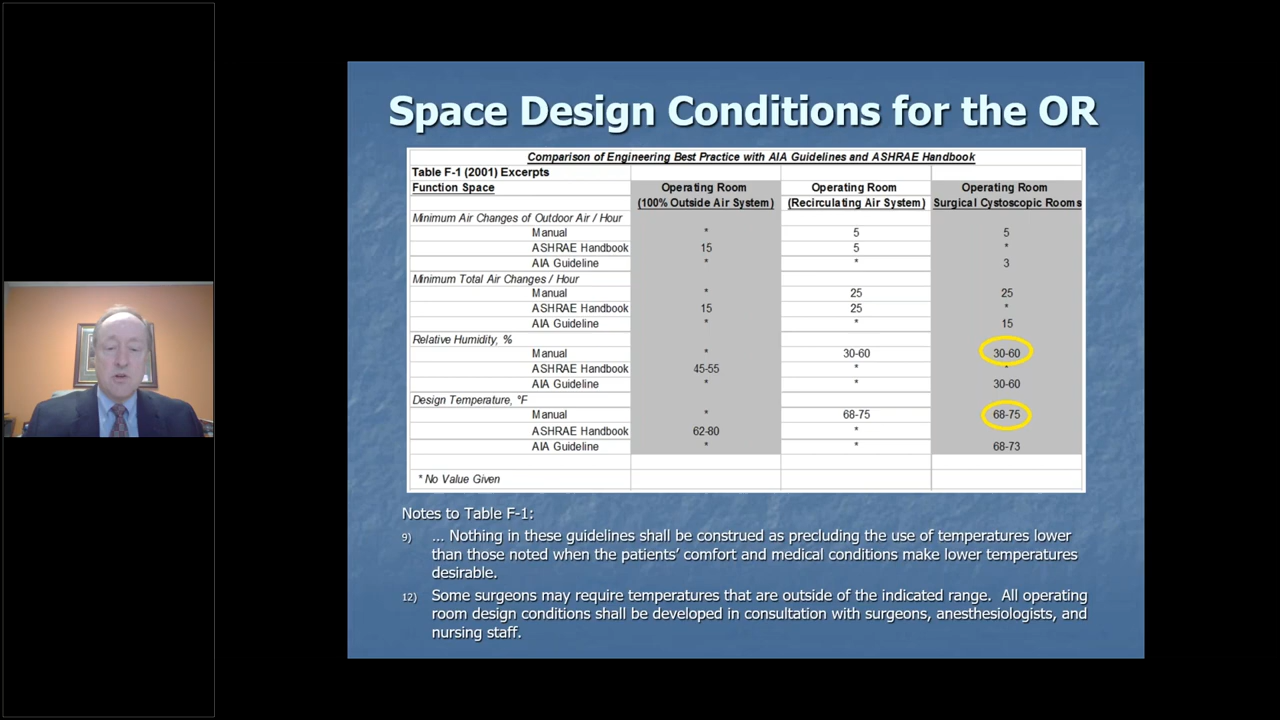 Space Design Conditions for the OR
Comparison of Engineering Best Practice with AIA Guidelines and ASHRAE Handbook
Table F-1 (2001) Excerpts
Function Space Operating Room Operating Room Operating Room
(100% Outside Air System) (Recirculating Air System) Surgical Cystoscopic Rooms
Minimum Air Changes of Outdoor Air / Hour
Manual * 5 5
ASHRAE Handbook 15 5 *
AIA Guideline * * 3
Minimum Total Air Changes / Hour
Manual * 25 25
ASHRAE Handbook 15 25 *
AIA Guideline * * 15
Relative Humidity, %
Manual * 30-60 30-60
ASHRAE Handbook 45-55 * *
AIA Guideline * * 30-60
Design Temperature, °F
Manual * 68-75 68-75
ASHRAE Handbook 62-80 *
AIA Guideline * * 68-73
* No Value Given
Notes to Table F-1:
9) ... Nothing in these guidelines shall be construed as precluding the use of temperatures lower
than those noted when the patients' comfort and medical conditions make lower temperatures
desirable.
12) Some surgeons may require temperatures that are outside of the indicated range. All operating
room design conditions shall be developed in consultation with surgeons, anesthesiologists, and
nursing staff.